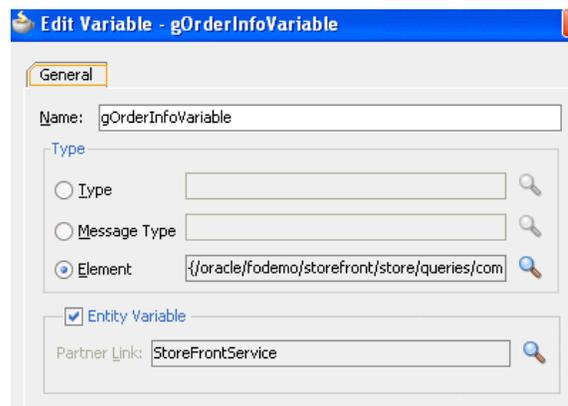 Edit Variable - gOrderInfoVariable
General
Name: gOrderInfoVariable
Type
Type
Message Type
Element {/oracle/fodemo/storefront/store/queries/com
Entity Variable
Partner Link: StoreFrontService